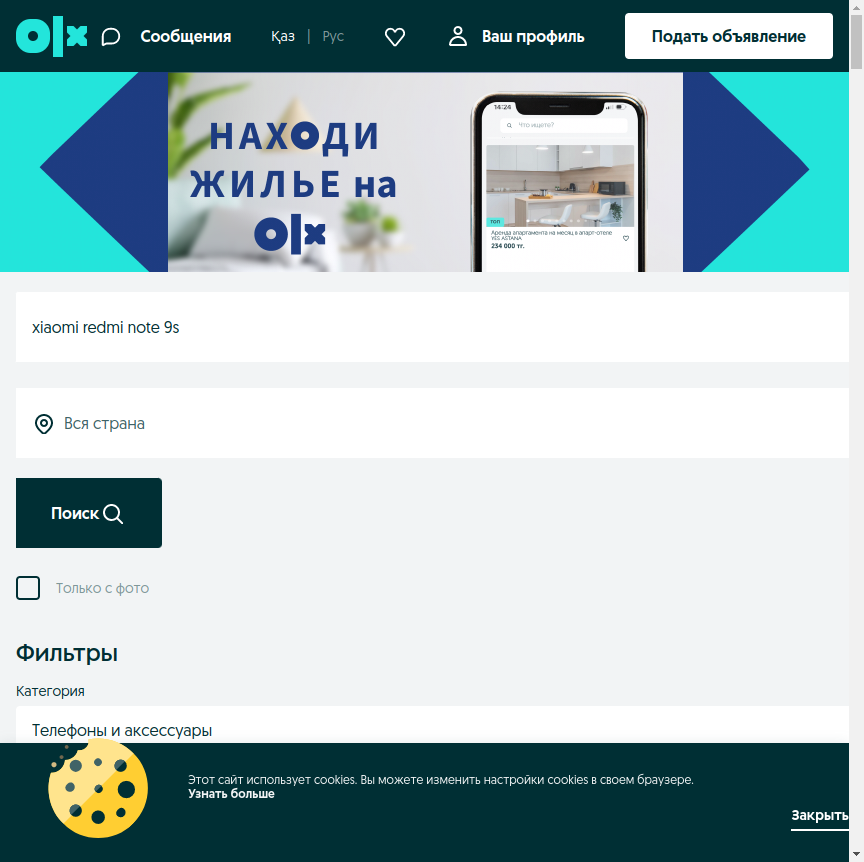 olx
Сообщения
Қаз | Рус
Ваш профиль
Подать объявление
НАХОДИ
ЖИЛЬЕ на
olx
14:24
Что ищете?
ТОП
Аренда апартамента на месяц в апарт-отеле
YES ASTANA
234 000 тг.
xiaomi redmi note 9s
Вся страна
Поиск
Только с фото
Фильтры
Категория
Телефоны и аксессуары
Этот сайт использует cookies. Вы можете изменить настройки cookies в своем браузере.
Узнать больше
Закрыть